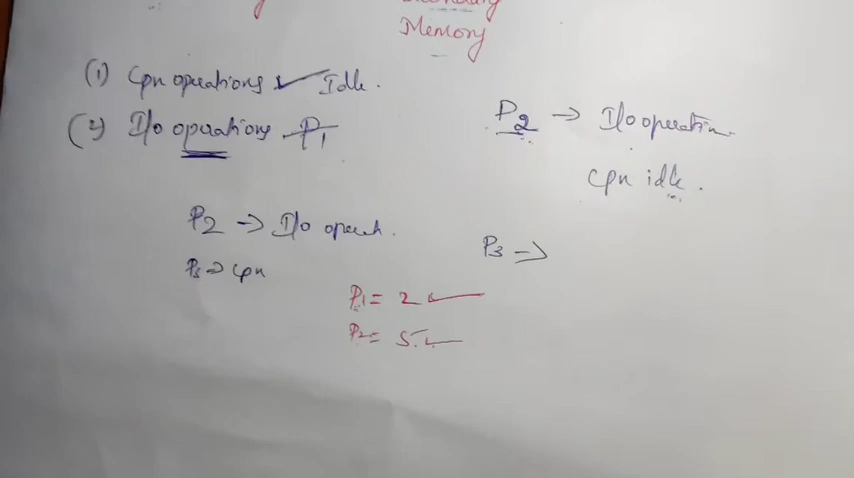 Memory
(1) Cpu operations ✓ Idle.
(2) I/o operations P1
P2 → I/o operation.
cpu idle.
P2 → I/o operat.
P3 →
P3 → cpu
P1 = 2
P2 = 5